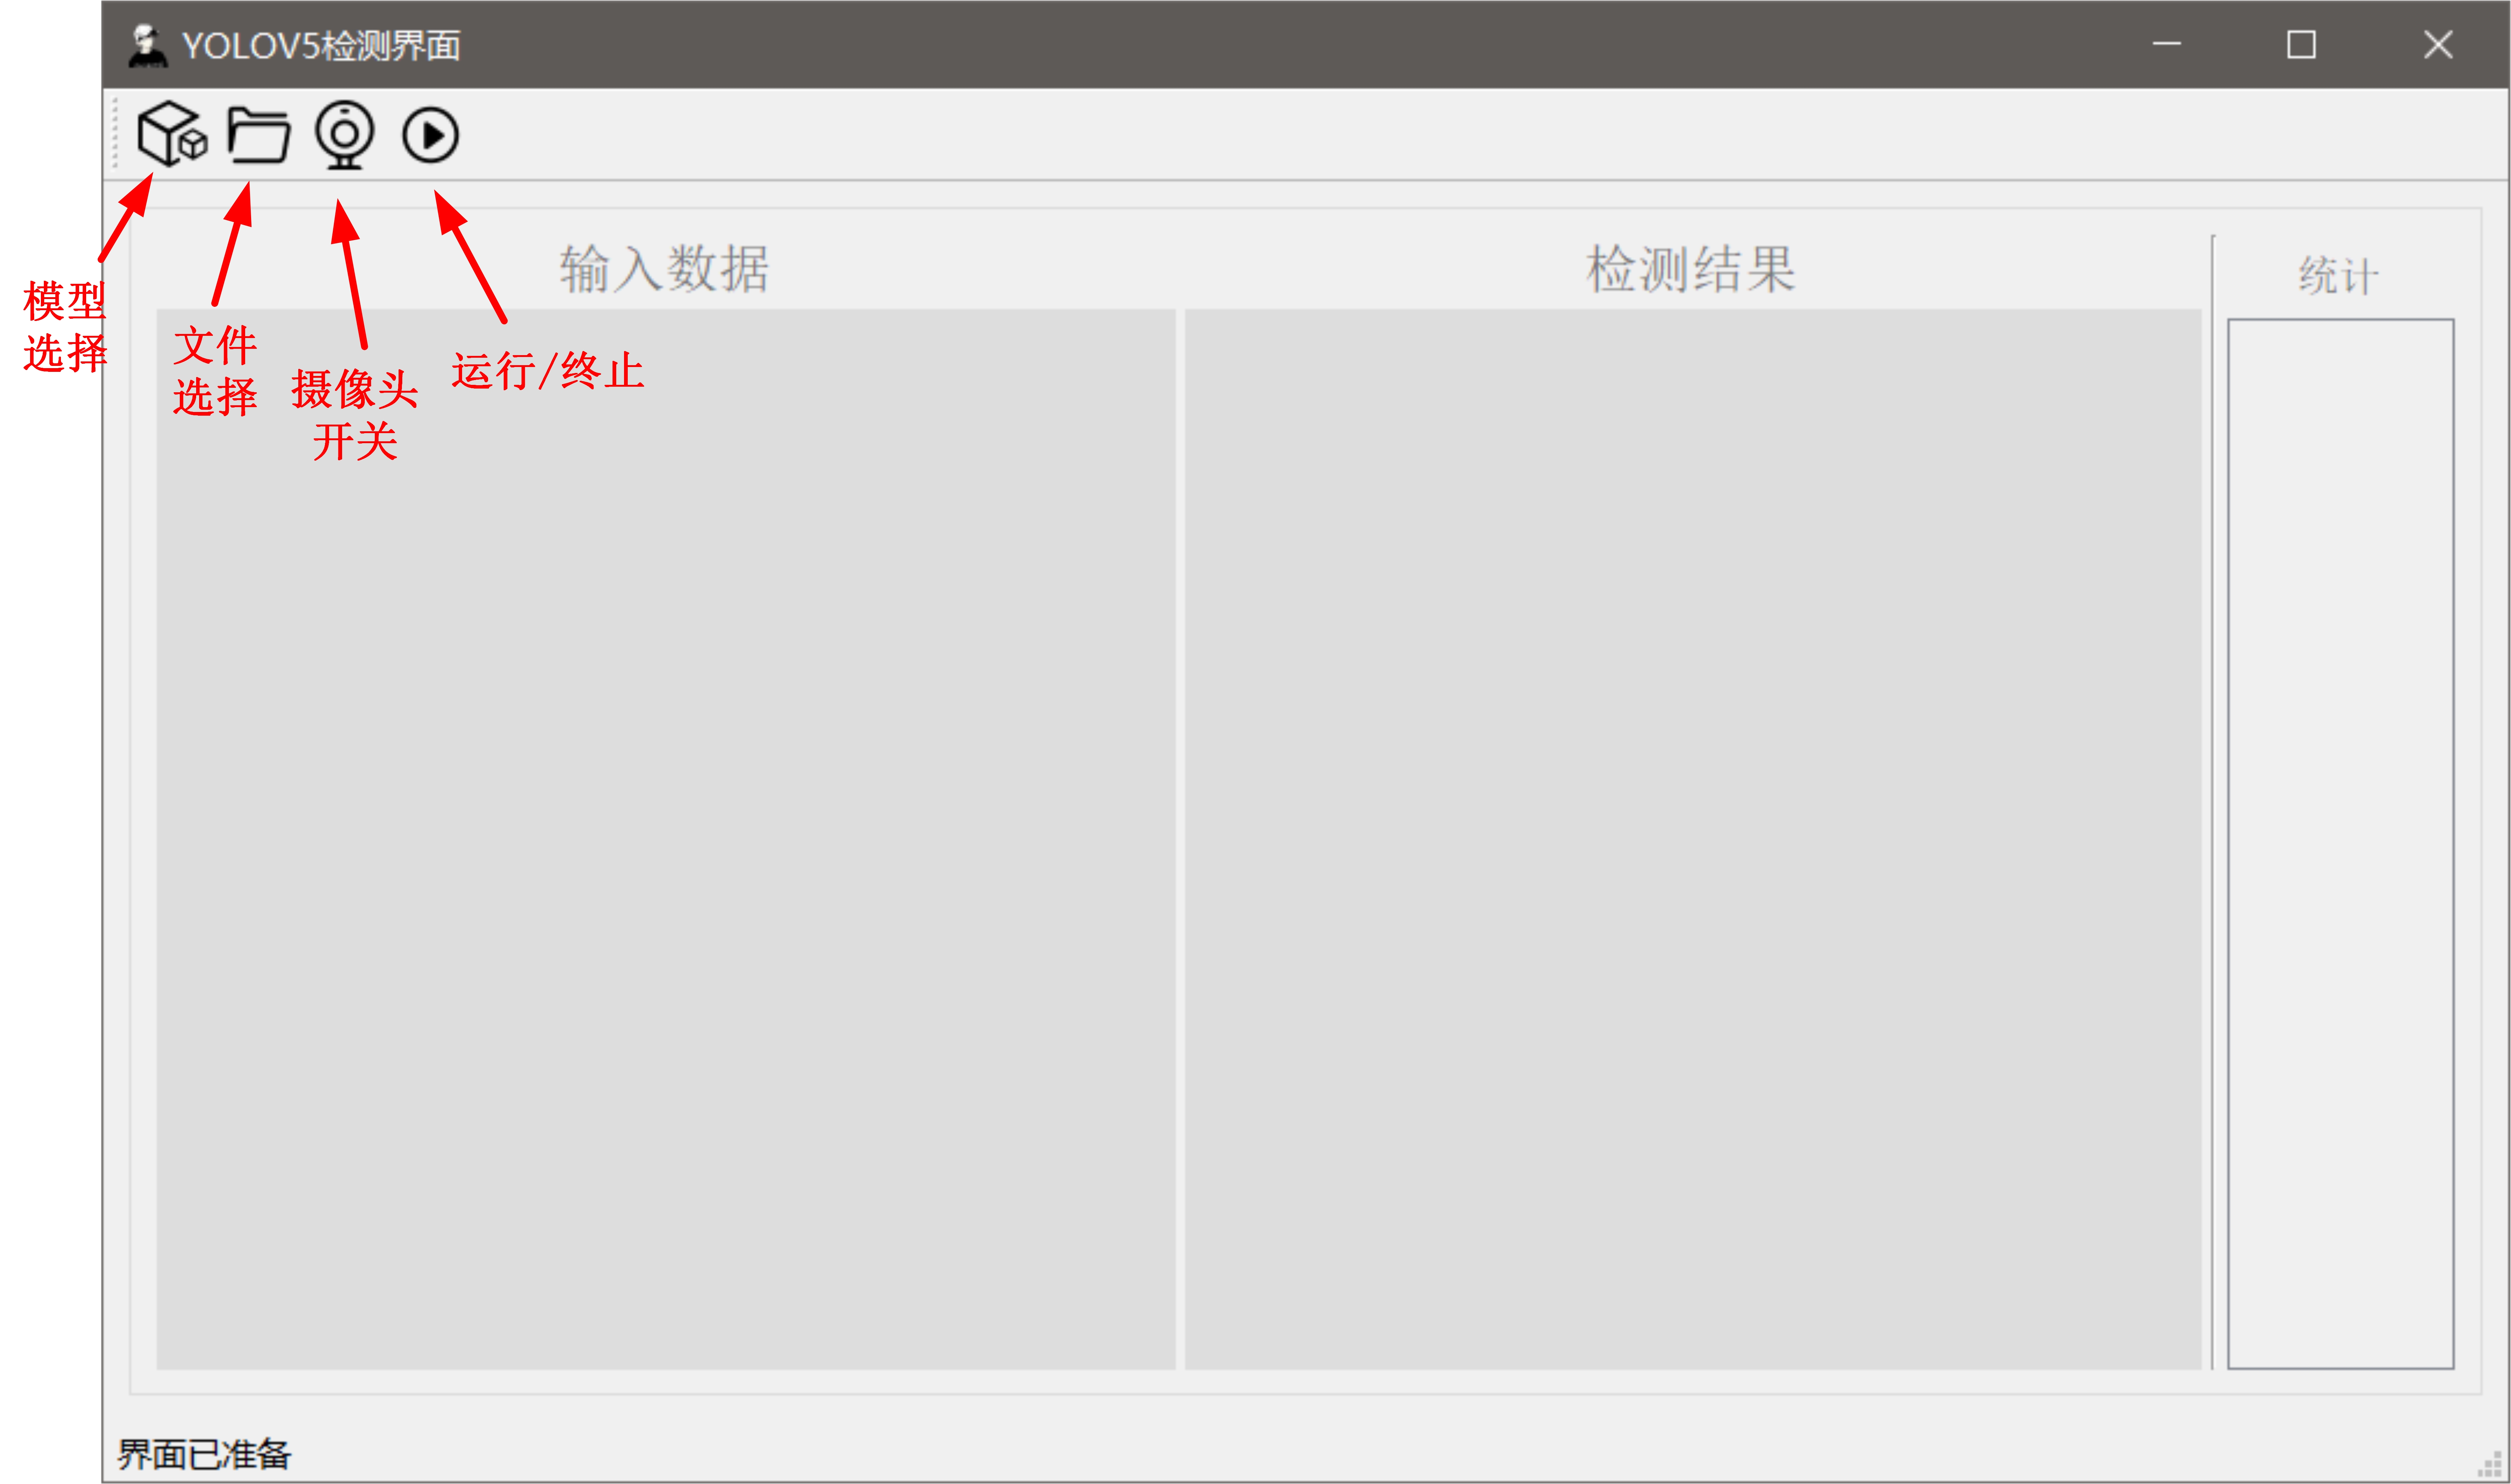 YOLOV5检测界面
输入数据
检测结果
统计
模型
选择
文件
选择
摄像头
开关
运行/终止
界面已准备